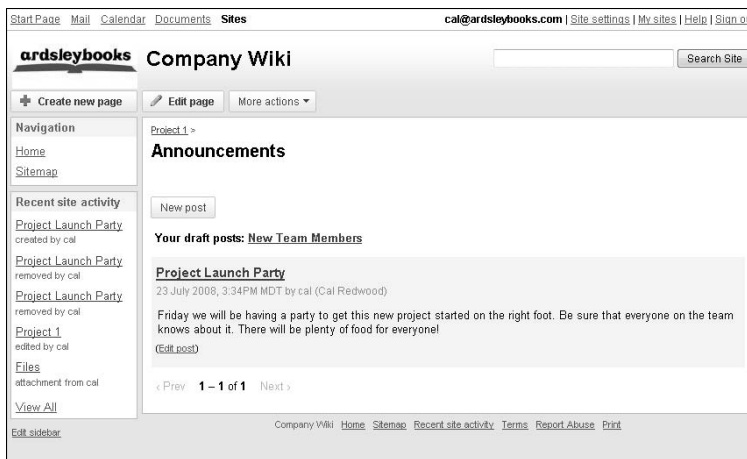 Start Page Mail Calendar Documents Sites
cal@ardsleybooks.com | Site settings | My sites | Help | Sign o
ardsleybooks
Company Wiki
Search Site
Create new page
Edit page
More actions
Navigation
Home
Sitemap
Recent site activity
Project Launch Party
created by cal
Project Launch Party
removed by cal
Project Launch Party
removed by cal
Project 1
edited by cal
Files
attachment from cal
View All
Edit sidebar
Project 1 >
Announcements
New post
Your draft posts: New Team Members
Project Launch Party
23 July 2008, 3:34PM MDT by cal (Cal Redwood)
Friday we will be having a party to get this new project started on the right foot. Be sure that everyone on the team
knows about it. There will be plenty of food for everyone!
(Edit post)
‹ Prev 1 – 1 of 1 Next ›
Company Wiki Home Sitemap Recent site activity Terms Report Abuse Print